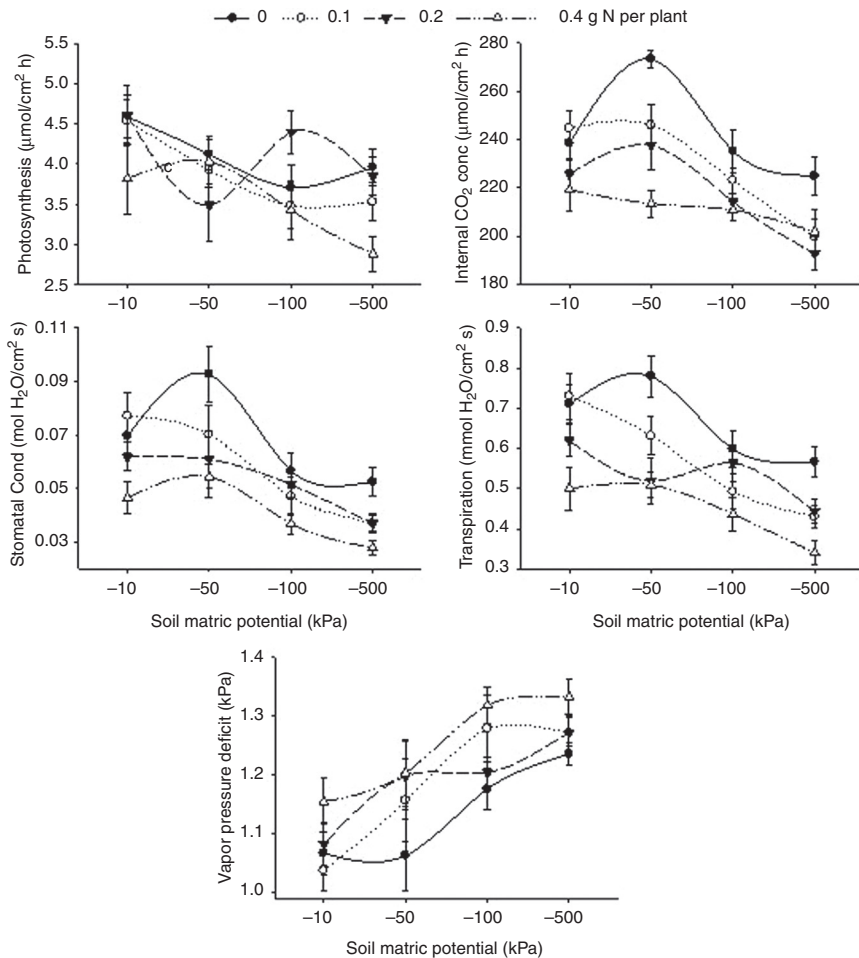 0 0.1 0.2 0.4 g N per plant
Photosynthesis (µmol/cm² h)
5.5
5.0
4.5
4.0
3.5
3.0
2.5
c
–10 –50 –100 –500
Internal CO₂ conc (µmol/cm² h)
280
260
240
220
200
180
–10 –50 –100 –500
Stomatal Cond (mol H₂O/cm² s)
0.11
0.09
0.07
0.05
0.03
–10 –50 –100 –500
Soil matric potential (kPa)
Transpiration (mmol H₂O/cm² s)
0.9
0.8
0.7
0.6
0.5
0.4
0.3
–10 –50 –100 –500
Soil matric potential (kPa)
Vapor pressure deficit (kPa)
1.4
1.3
1.2
1.1
1.0
–10 –50 –100 –500
Soil matric potential (kPa)